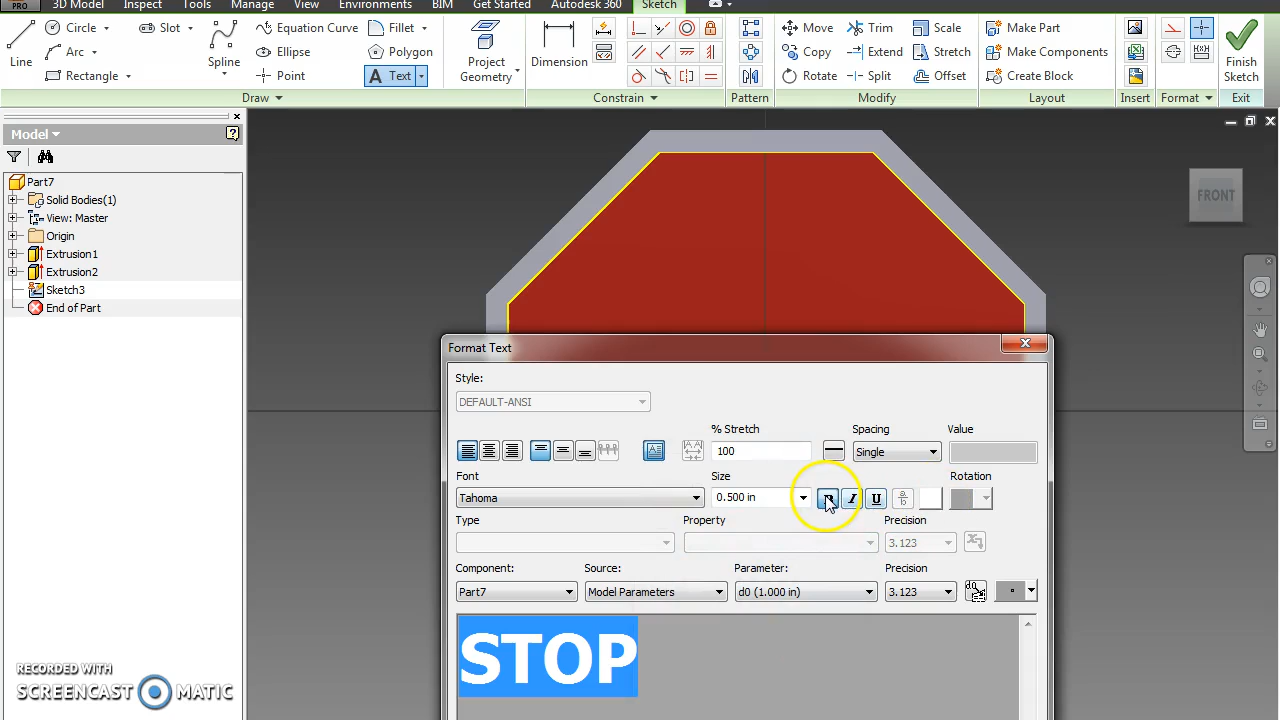 PRO
3D Model Inspect Tools Manage View Environments BIM Get Started Autodesk 360 Sketch
Line
Circle
Arc
Rectangle
Slot
Spline
Equation Curve
Ellipse
Point
Fillet
Polygon
A Text
Project Geometry
Dimension
Move
Copy
Rotate
Trim
Extend
Split
Scale
Stretch
Offset
Make Part
Make Components
Create Block
Finish Sketch
Draw Constrain Pattern Modify Layout Insert Format Exit
Model
Part7
Solid Bodies(1)
View: Master
Origin
Extrusion1
Extrusion2
Sketch3
End of Part
FRONT
Format Text
Style:
DEFAULT-ANSI
% Stretch Spacing Value
100 Single
Font Size Rotation
Tahoma 0.500 in B I U
Type Property Precision
3.123
Component: Source: Parameter: Precision
Part7 Model Parameters d0 (1.000 in) 3.123
STOP
RECORDED WITH
SCREENCAST MATIC